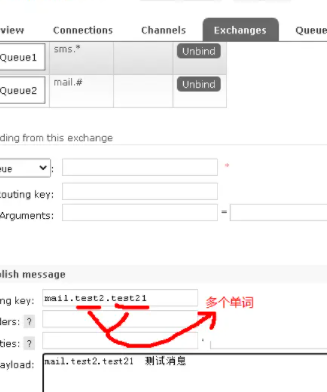 view Connections Channels Exchanges Queue
Queue1 sms.* Unbind
Queue2 mail.# Unbind
ding from this exchange
eue : *
outing key:
Arguments: =
lish message
ng key: mail.test2.test21 多个单词
ders: ?
ties: ?
ayload: mail.test2.test21 测试消息